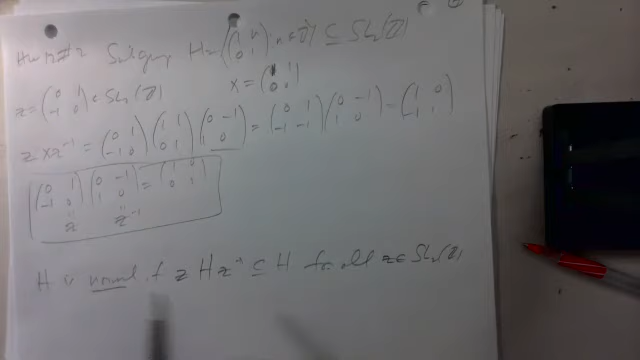 HW 11 #2 Subgroup H = {(1 n; 0 1), n ∈ ℤ} ⊆ SL₂(ℤ)
z = (0 1; -1 0) ∈ SL₂(ℤ) x = (1 1; 0 1)
z x z⁻¹ = (0 1; -1 0)(1 1; 0 1)(0 -1; 1 0) = (0 1; -1 -1)(0 -1; 1 0) = (1 0; -1 1)
(0 1; -1 0)(0 -1; 1 0) = (1 0; 0 1)
z z⁻¹
H is normal if z H z⁻¹ ⊆ H for all z ∈ SL₂(ℤ)